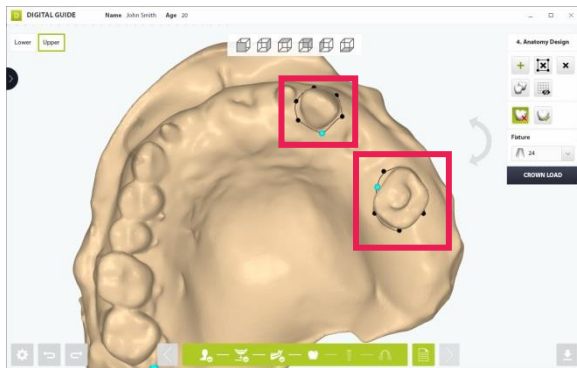 D DIGITAL GUIDE Name John Smith Age 20
Lower Upper
4. Anatomy Design
Fixture
24
CROWN LOAD